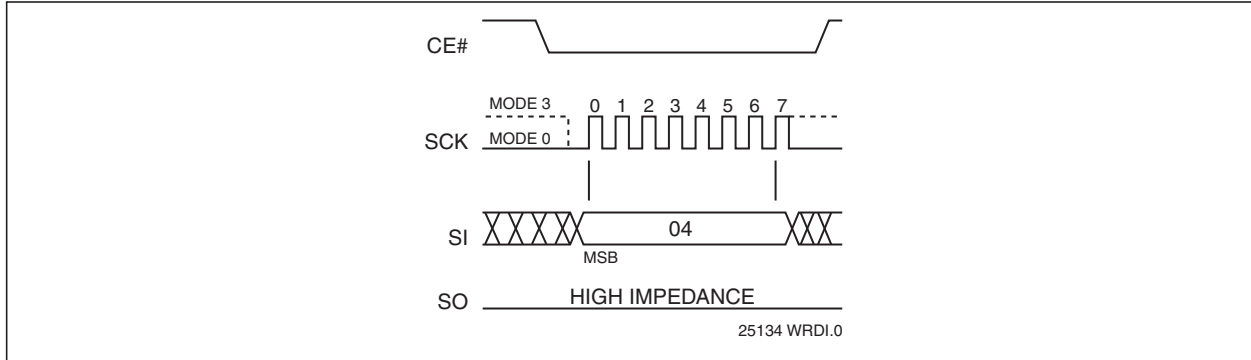 CE#
MODE 3
0 1 2 3 4 5 6 7
SCK
MODE 0
SI
04
MSB
SO
HIGH IMPEDANCE
25134 WRDI.0